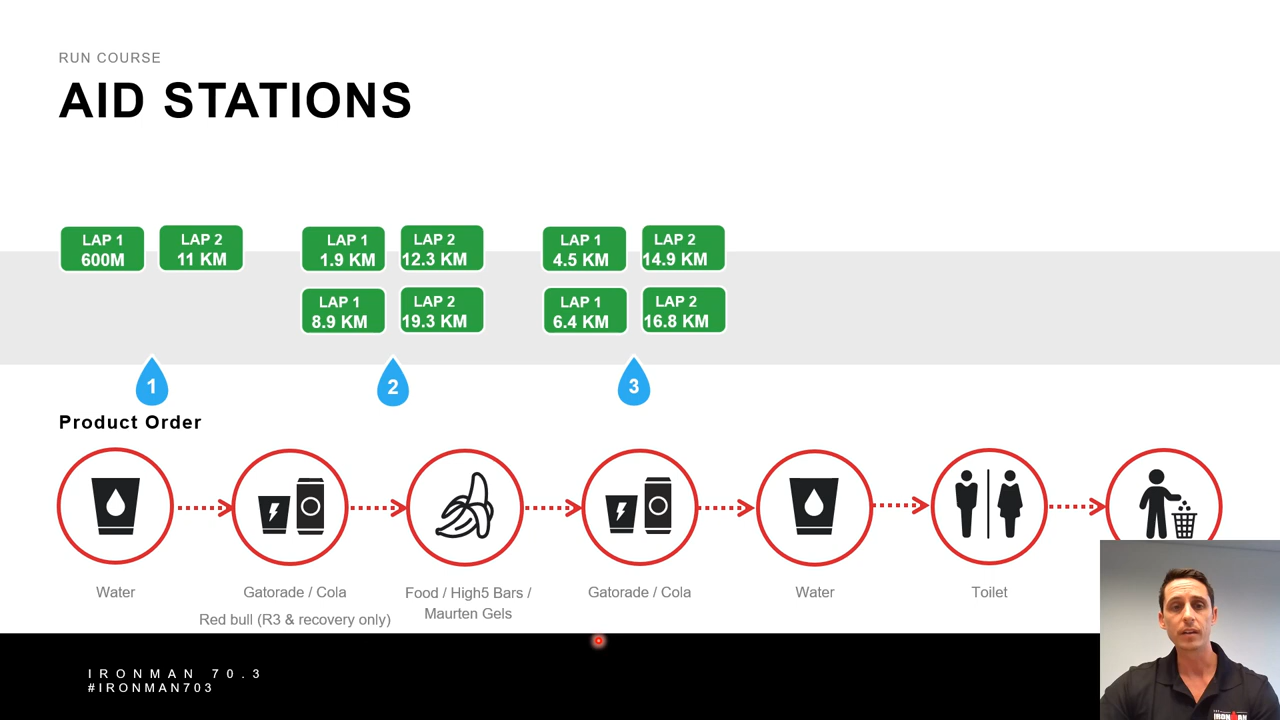 RUN COURSE
AID STATIONS
LAP 1
600M
LAP 2
11 KM
LAP 1
1.9 KM
LAP 2
12.3 KM
LAP 1
4.5 KM
LAP 2
14.9 KM
LAP 1
8.9 KM
LAP 2
19.3 KM
LAP 1
6.4 KM
LAP 2
16.8 KM
1
2
3
Product Order
Water
Gatorade / Cola
Red bull (R3 & recovery only)
Food / High5 Bars /
Maurten Gels
Gatorade / Cola
Water
Toilet
IRONMAN 70.3
#IRONMAN703
IRONMAN